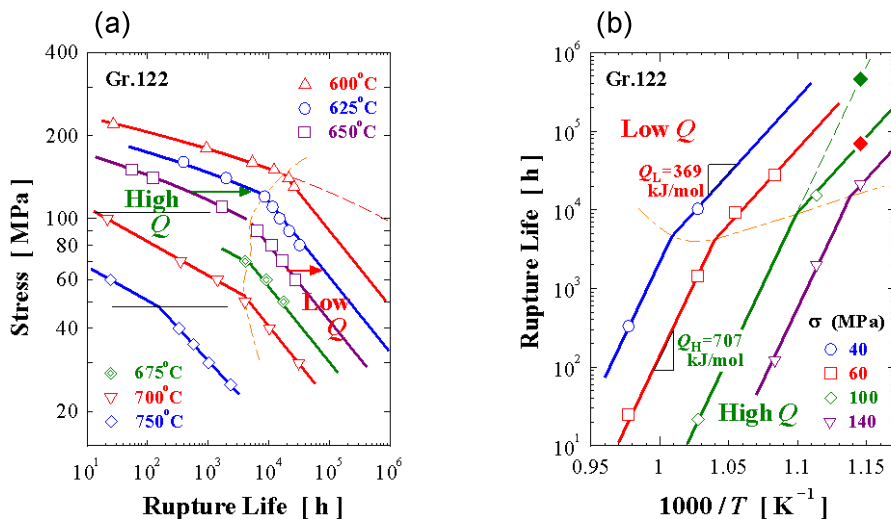 (a)
Gr.122
600°C
625°C
650°C
High
Q
Low
Q
675°C
700°C
750°C
Stress [ MPa]
400
200
100
80
60
40
20
10^1 10^2 10^3 10^4 10^5 10^6
Rupture Life [ h]
(b)
Gr.122
Low Q
Q_L=369
kJ/mol
Q_H=707
kJ/mol
High Q
σ (MPa)
40
60
100
140
Rupture Life [ h]
10^6
10^5
10^4
10^3
10^2
10^1
0.95 1 1.05 1.1 1.15
1000 / T [ K^-1]